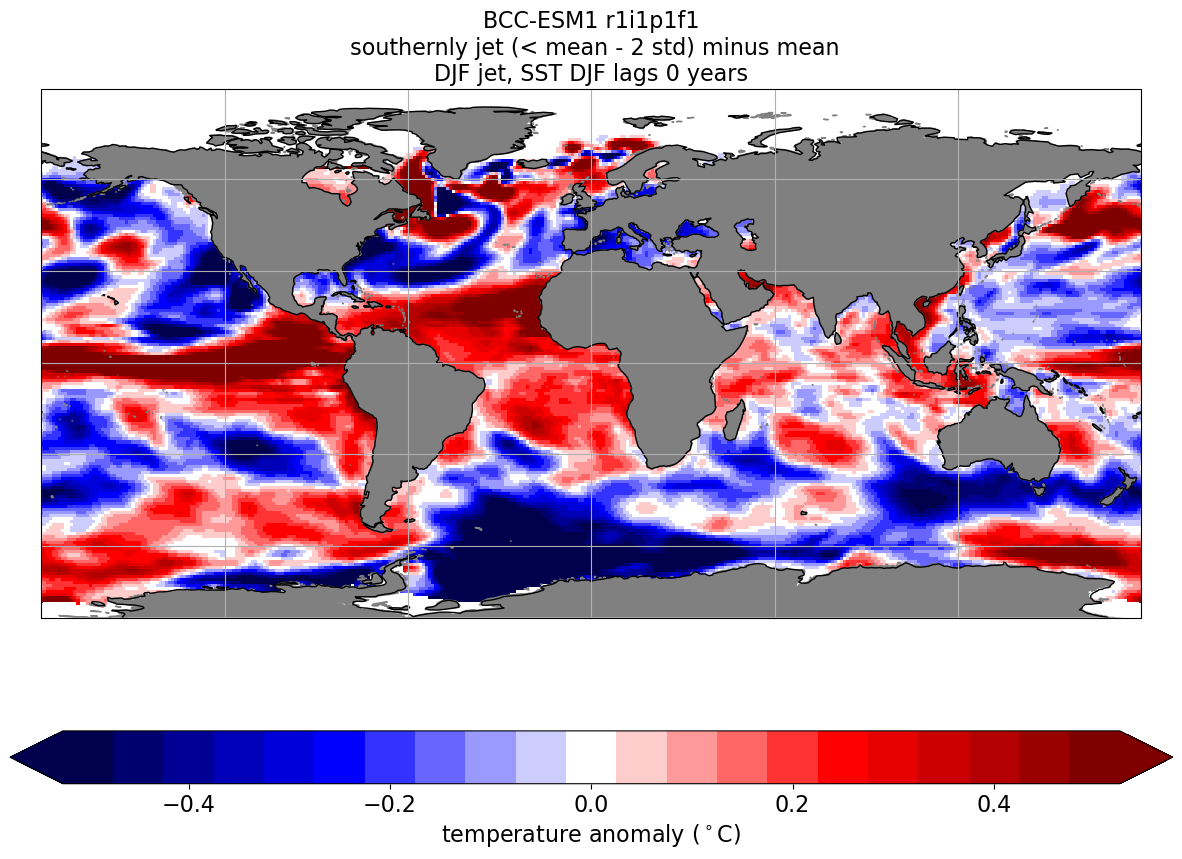 BCC-ESM1 r1i1p1f1
southernly jet (< mean - 2 std) minus mean
DJF jet, SST DJF lags 0 years
−0.4 −0.2 0.0 0.2 0.4
temperature anomaly (°C)